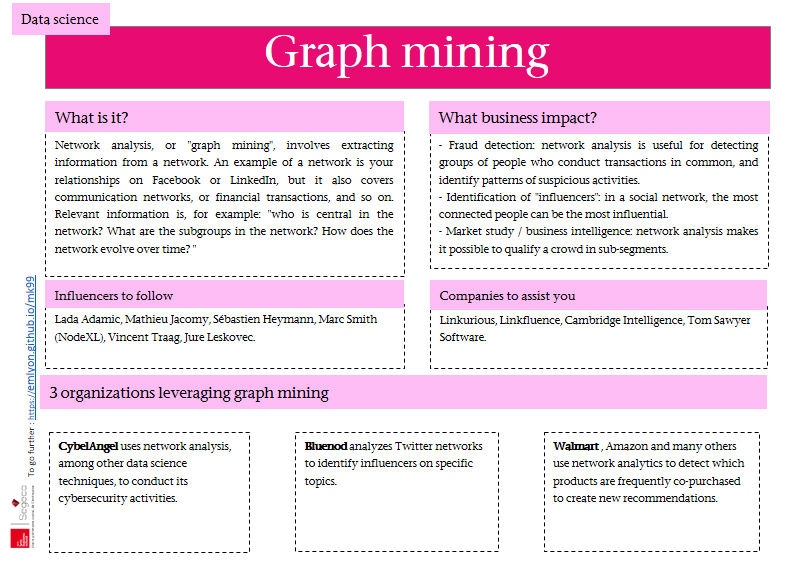 Data science
Graph mining
What is it?
Network analysis, or "graph mining", involves extracting
information from a network. An example of a network is your
relationships on Facebook or LinkedIn, but it also covers
communication networks, or financial transactions, and so on.
Relevant information is, for example: "who is central in the
network? What are the subgroups in the network? How does the
network evolve over time? "
What business impact?
- Fraud detection: network analysis is useful for detecting
groups of people who conduct transactions in common, and
identify patterns of suspicious activities.
- Identification of "influencers": in a social network, the most
connected people can be the most influential.
- Market study / business intelligence: network analysis makes
it possible to qualify a crowd in sub-segments.
Influencers to follow
Lada Adamic, Mathieu Jacomy, Sébastien Heymann, Marc Smith
(NodeXL), Vincent Traag, Jure Leskovec.
Companies to assist you
Linkurious, Linkfluence, Cambridge Intelligence, Tom Sawyer
Software.
3 organizations leveraging graph mining
CybelAngel uses network analysis,
among other data science
techniques, to conduct its
cybersecurity activities.
Bluenod analyzes Twitter networks
to identify influencers on specific
topics.
Walmart , Amazon and many others
use network analytics to detect which
products are frequently co-purchased
to create new recommendations.
To go further : https://emlyon.github.io/mk99
Segeco